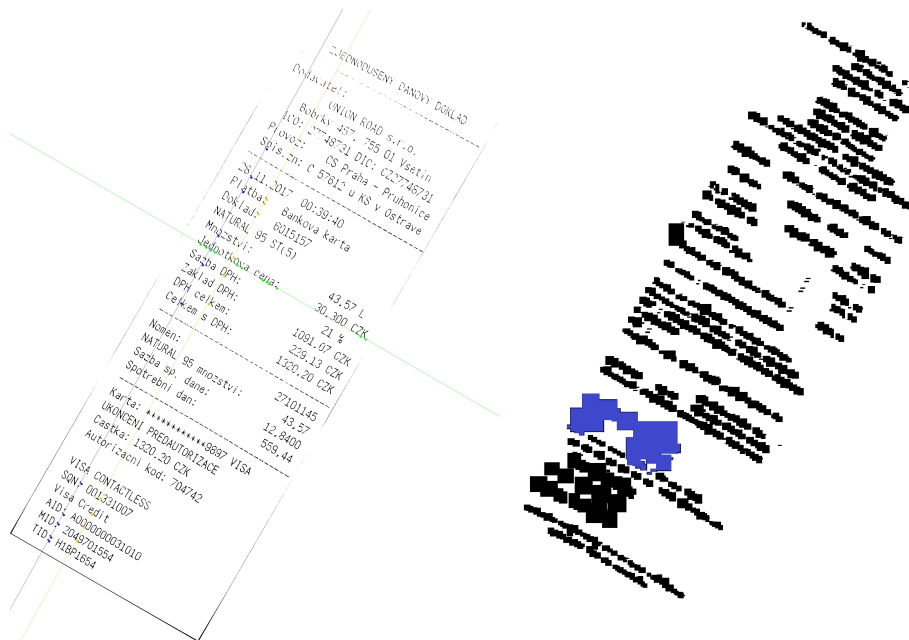 ZJEDNODUSENY DANOVY DOKLAD
Dodavatel:
UNION ROAD s.r.o.
Bobrky 457, 755 01 Vsetin
ICO: 27746731 DIC: CZ27746731
Provoz: CS Praha - Pruhonice
Spis.zn: C 57612 u KS v Ostrave
26.11.2017 00:39:40
Platba: Bankova karta
Doklad: 6015157
NATURAL 95 ST(5)
Mnozstvi: 43,57 L
Jednotkova cena: 30,300 CZK
Sazba DPH: 21 %
Zaklad DPH: 1091.07 CZK
DPH celkem: 229.13 CZK
Celkem s DPH: 1320.20 CZK
Nomen: 27101145
NATURAL 95 mnozstvi: 43,57
Sazba sp. dane: 12,8400
Spotrebni dan: 559,44
Karta: ************9897 VISA
UKONCENI PREDAUTORIZACE
Castka: 1320,20 CZK
Autorizacni kod: 704742
VISA CONTACTLESS
SQN: 001331007
Visa Credit
AID: A0000000031010
MID: 2049701554
TID: H1BP1654